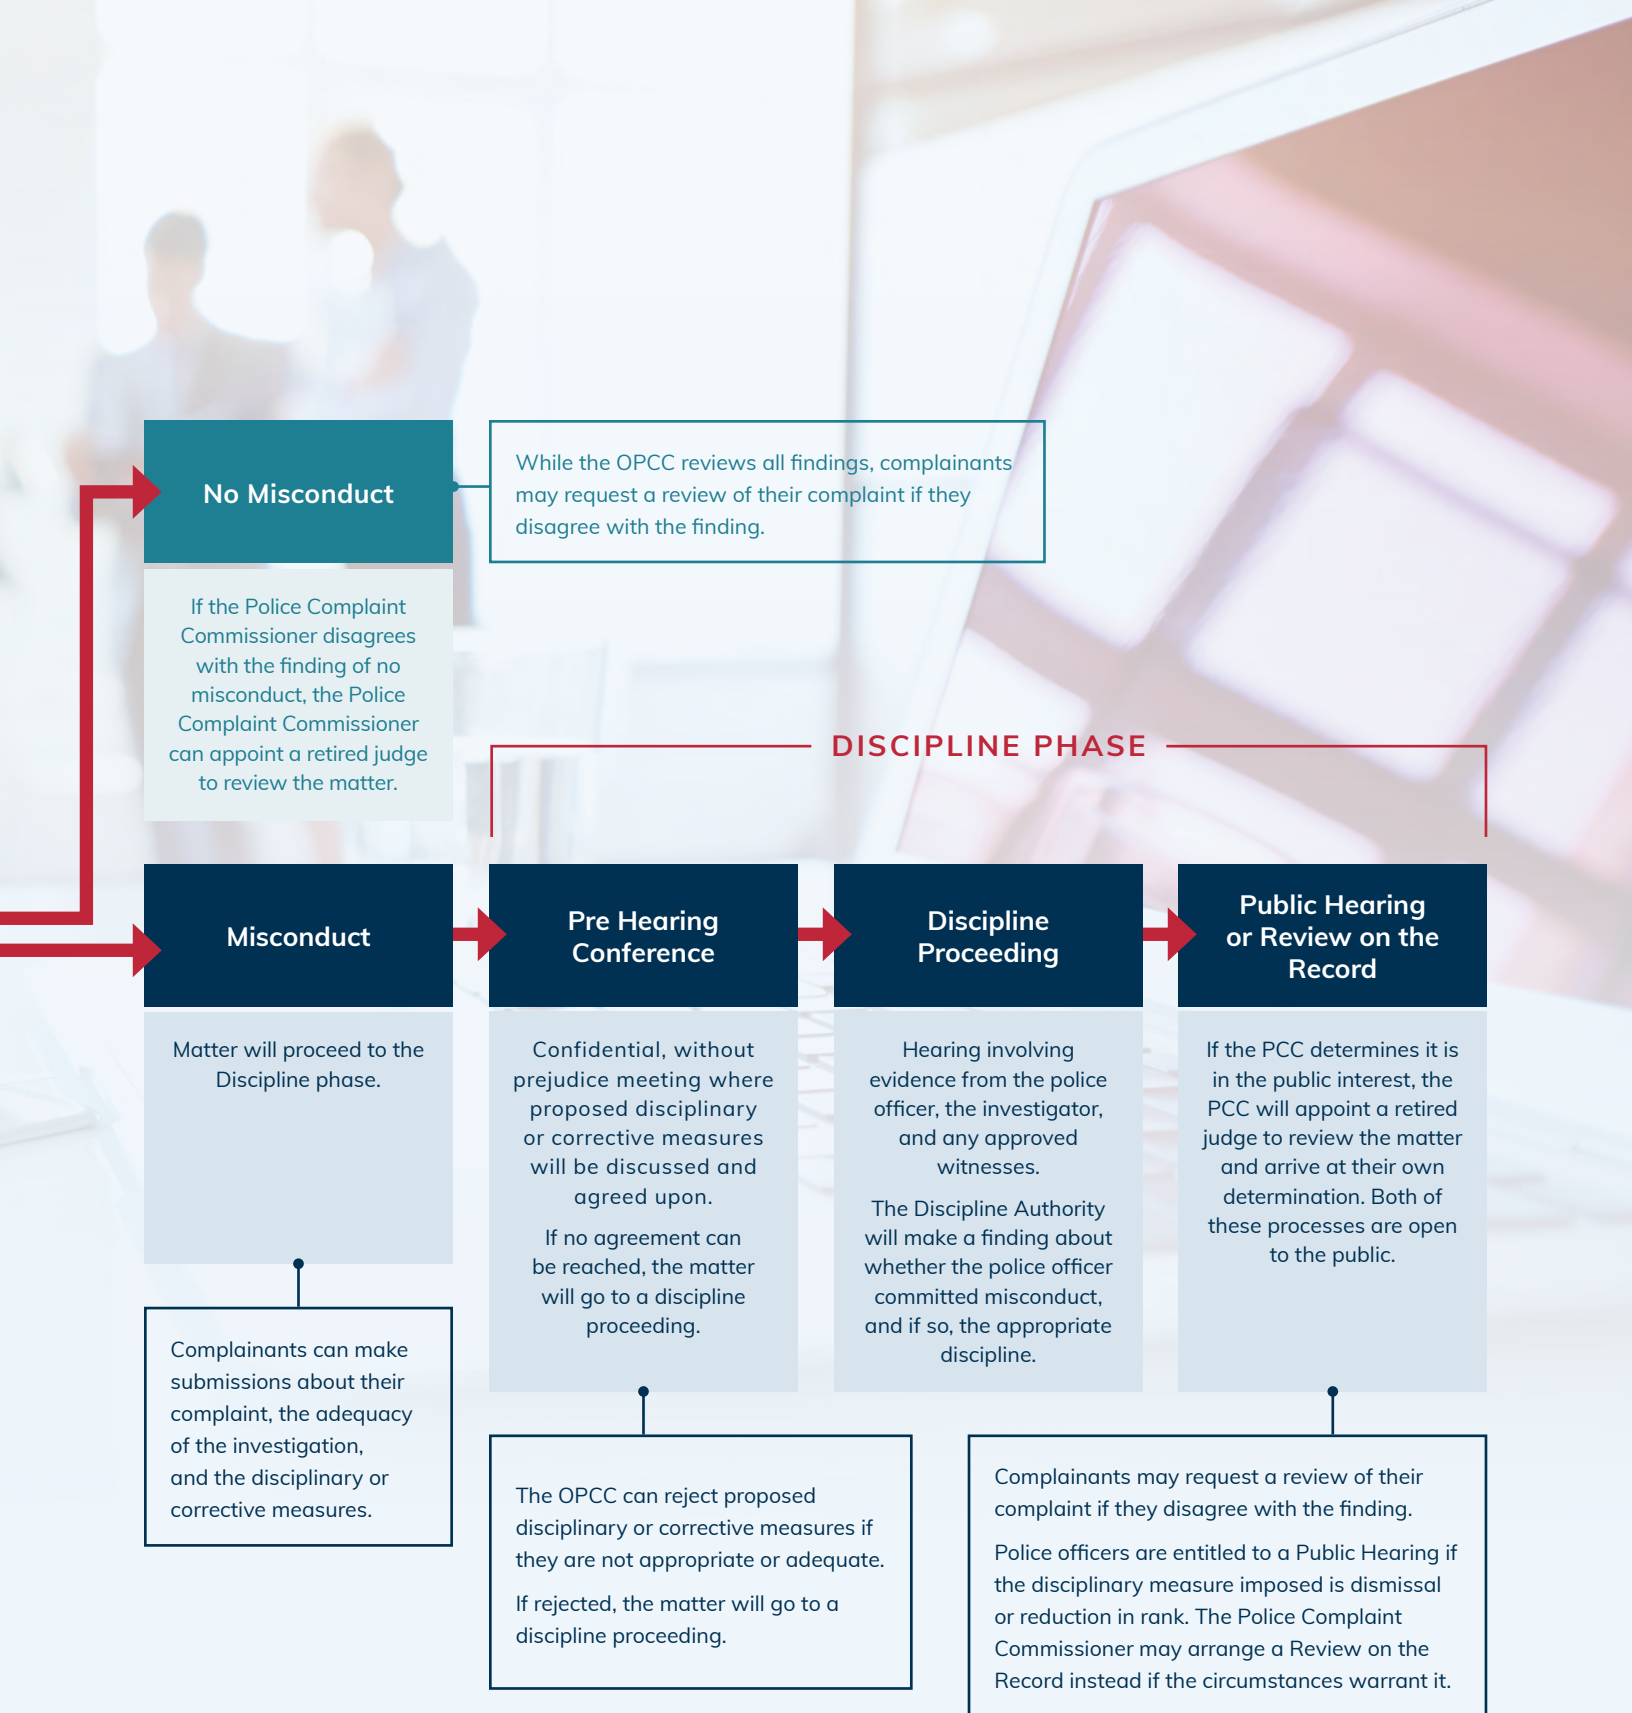 No Misconduct
While the OPCC reviews all findings, complainants
may request a review of their complaint if they
disagree with the finding.
If the Police Complaint
Commissioner disagrees
with the finding of no
misconduct, the Police
Complaint Commissioner
can appoint a retired judge
to review the matter.
DISCIPLINE PHASE
Misconduct
Matter will proceed to the
Discipline phase.
Complainants can make
submissions about their
complaint, the adequacy
of the investigation,
and the disciplinary or
corrective measures.
Pre Hearing
Conference
Confidential, without
prejudice meeting where
proposed disciplinary
or corrective measures
will be discussed and
agreed upon.
If no agreement can
be reached, the matter
will go to a discipline
proceeding.
The OPCC can reject proposed
disciplinary or corrective measures if
they are not appropriate or adequate.
If rejected, the matter will go to a
discipline proceeding.
Discipline
Proceeding
Hearing involving
evidence from the police
officer, the investigator,
and any approved
witnesses.
The Discipline Authority
will make a finding about
whether the police officer
committed misconduct,
and if so, the appropriate
discipline.
Public Hearing
or Review on the
Record
If the PCC determines it is
in the public interest, the
PCC will appoint a retired
judge to review the matter
and arrive at their own
determination. Both of
these processes are open
to the public.
Complainants may request a review of their
complaint if they disagree with the finding.
Police officers are entitled to a Public Hearing if
the disciplinary measure imposed is dismissal
or reduction in rank. The Police Complaint
Commissioner may arrange a Review on the
Record instead if the circumstances warrant it.